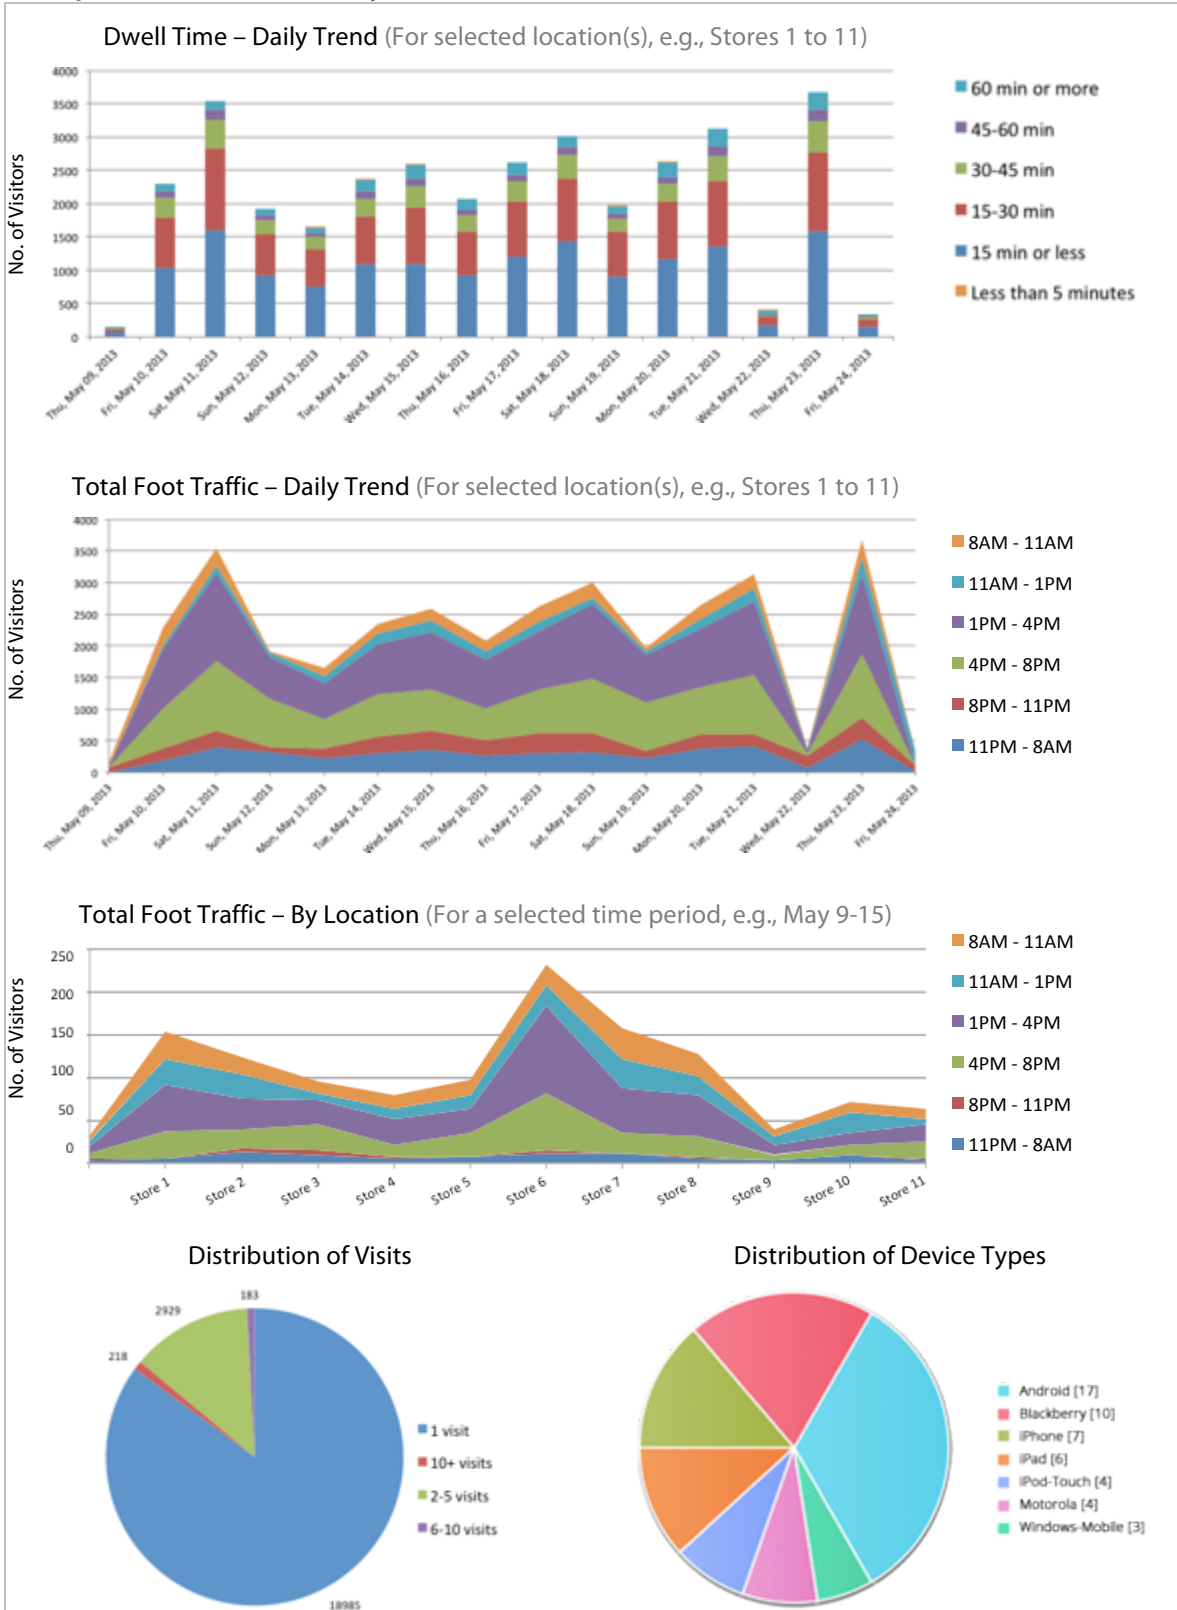 Dwell Time – Daily Trend (For selected location(s), e.g., Stores 1 to 11)
No. of Visitors
4000
3500
3000
2500
2000
1500
1000
500
0
Thu, May 09, 2013
Fri, May 10, 2013
Sat, May 11, 2013
Sun, May 12, 2013
Mon, May 13, 2013
Tue, May 14, 2013
Wed, May 15, 2013
Thu, May 16, 2013
Fri, May 17, 2013
Sat, May 18, 2013
Sun, May 19, 2013
Mon, May 20, 2013
Tue, May 21, 2013
Wed, May 22, 2013
Thu, May 23, 2013
Fri, May 24, 2013
60 min or more
45-60 min
30-45 min
15-30 min
15 min or less
Less than 5 minutes
Total Foot Traffic – Daily Trend (For selected location(s), e.g., Stores 1 to 11)
No. of Visitors
4000
3500
3000
2500
2000
1500
1000
500
0
Thu, May 09, 2013
Fri, May 10, 2013
Sat, May 11, 2013
Sun, May 12, 2013
Mon, May 13, 2013
Tue, May 14, 2013
Wed, May 15, 2013
Thu, May 16, 2013
Fri, May 17, 2013
Sat, May 18, 2013
Sun, May 19, 2013
Mon, May 20, 2013
Tue, May 21, 2013
Wed, May 22, 2013
Thu, May 23, 2013
Fri, May 24, 2013
8AM - 11AM
11AM - 1PM
1PM - 4PM
4PM - 8PM
8PM - 11PM
11PM - 8AM
Total Foot Traffic – By Location (For a selected time period, e.g., May 9-15)
No. of Visitors
250
200
150
100
50
0
Store 1
Store 2
Store 3
Store 4
Store 5
Store 6
Store 7
Store 8
Store 9
Store 10
Store 11
8AM - 11AM
11AM - 1PM
1PM - 4PM
4PM - 8PM
8PM - 11PM
11PM - 8AM
Distribution of Visits
183
2929
218
18985
1 visit
10+ visits
2-5 visits
6-10 visits
Distribution of Device Types
Android [17]
Blackberry [10]
iPhone [7]
iPad [6]
iPod-Touch [4]
Motorola [4]
Windows-Mobile [3]